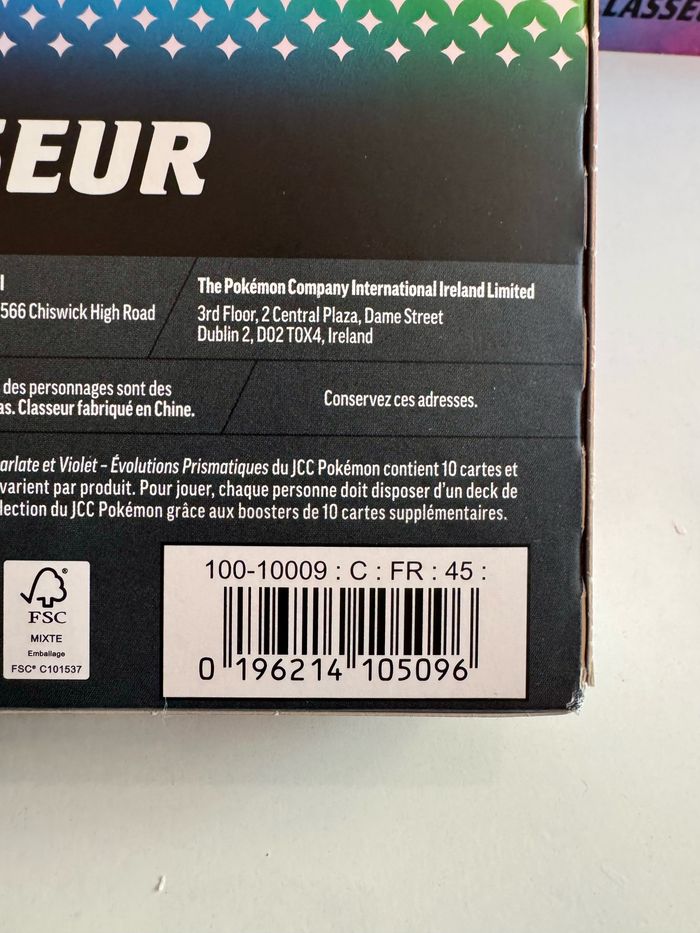 LASSE
SEUR
The Pokémon Company International Ireland Limited
566 Chiswick High Road
3rd Floor, 2 Central Plaza, Dame Street
Dublin 2, D02 T0X4, Ireland
des personnages sont des
as. Classeur fabriqué en Chine.
Conservez ces adresses.
arlate et Violet – Évolutions Prismatiques du JCC Pokémon contient 10 cartes et
varient par produit. Pour jouer, chaque personne doit disposer d'un deck de
lection du JCC Pokémon grâce aux boosters de 10 cartes supplémentaires.
FSC®
MIXTE
Emballage
FSC® C101537
100-10009 : C : FR : 45 :
0 196214 105096